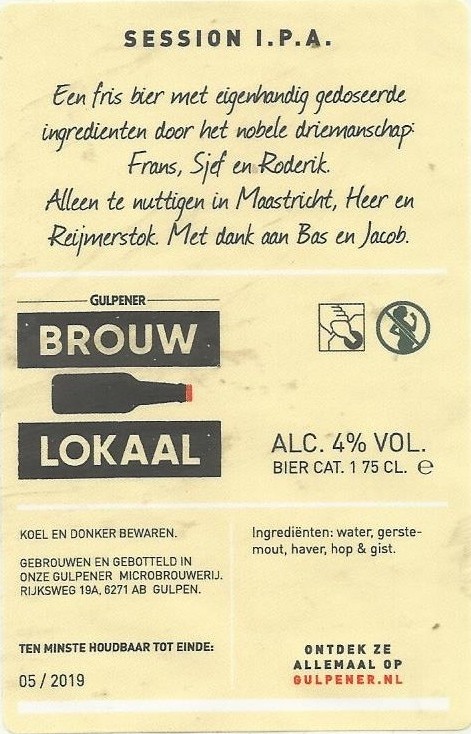 SESSION I.P.A.
Een fris bier met eigenhandig gedoseerde
ingredienten door het nobele driemanschap:
Frans, Sjef en Roderik.
Alleen te nuttigen in Maastricht, Heer en
Reijmerstok. Met dank aan Bas en Jacob.
GULPENER
BROUW
LOKAAL
ALC. 4% VOL.
BIER CAT. 1 75 CL. ℮
KOEL EN DONKER BEWAREN.
GEBROUWEN EN GEBOTTELD IN
ONZE GULPENER MICROBROUWERIJ.
RIJKSWEG 19A, 6271 AB GULPEN.
TEN MINSTE HOUDBAAR TOT EINDE:
05 / 2019
Ingrediënten: water, gerste-
mout, haver, hop & gist.
ONTDEK ZE
ALLEMAAL OP
GULPENER.NL